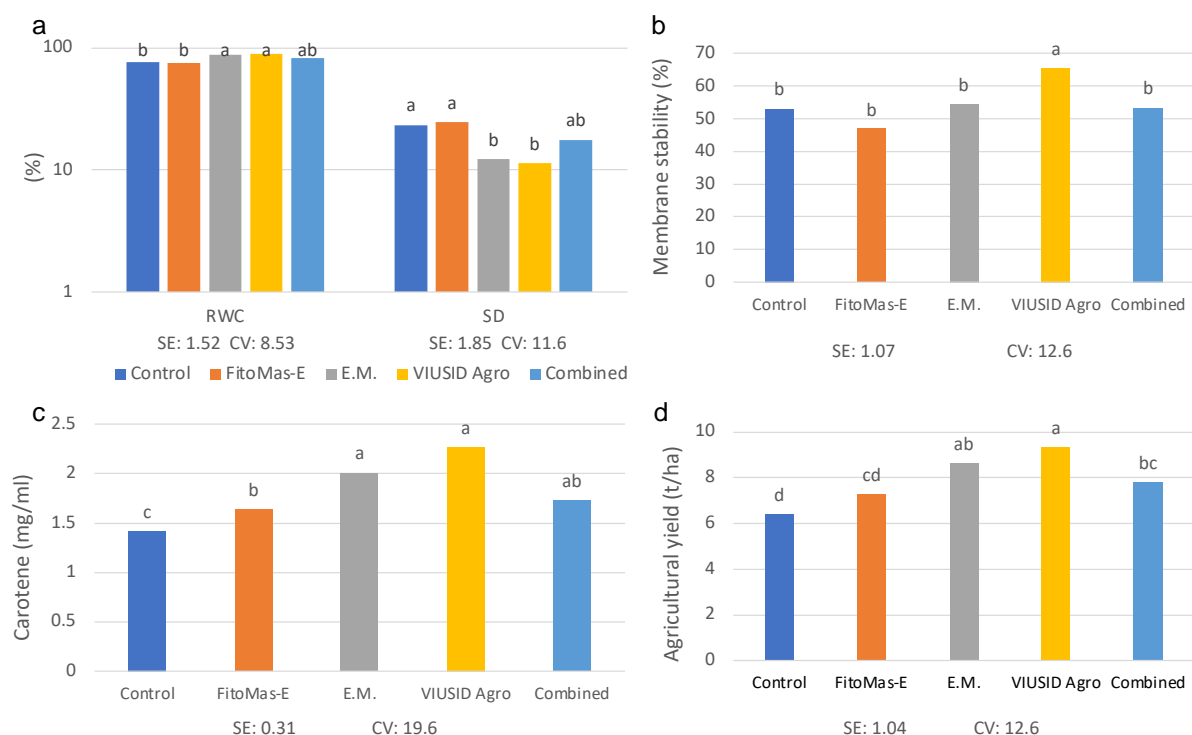 a
100
10
1
(%)
b b a a ab
a a b b ab
RWC SD
SE: 1.52 CV: 8.53 SE: 1.85 CV: 11.6
Control FitoMas-E E.M. VIUSID Agro Combined
b
70
60
50
40
30
20
10
0
Membrane stability (%)
b b b a b
Control FitoMas-E E.M. VIUSID Agro Combined
SE: 1.07 CV: 12.6
c
2.5
2
1.5
1
0.5
0
Carotene (mg/ml)
c b a a ab
Control FitoMas-E E.M. VIUSID Agro Combined
SE: 0.31 CV: 19.6
d
10
8
6
4
2
0
Agricultural yield (t/ha)
d cd ab a bc
Control FitoMas-E E.M. VIUSID Agro Combined
SE: 1.04 CV: 12.6